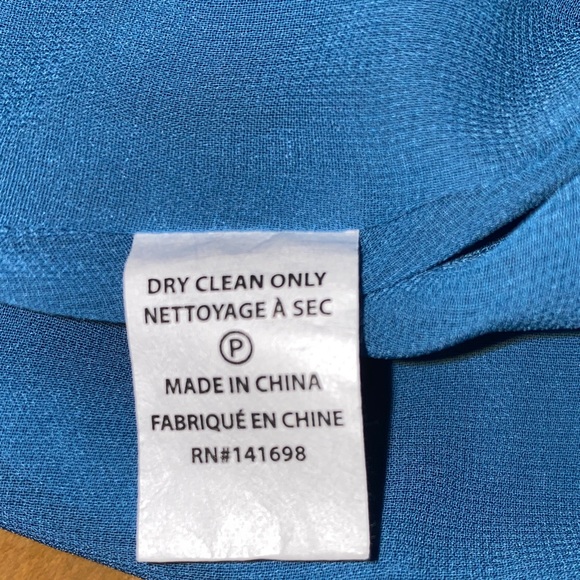 DRY CLEAN ONLY
NETTOYAGE À SEC
P
MADE IN CHINA
FABRIQUÉ EN CHINE
RN#141698